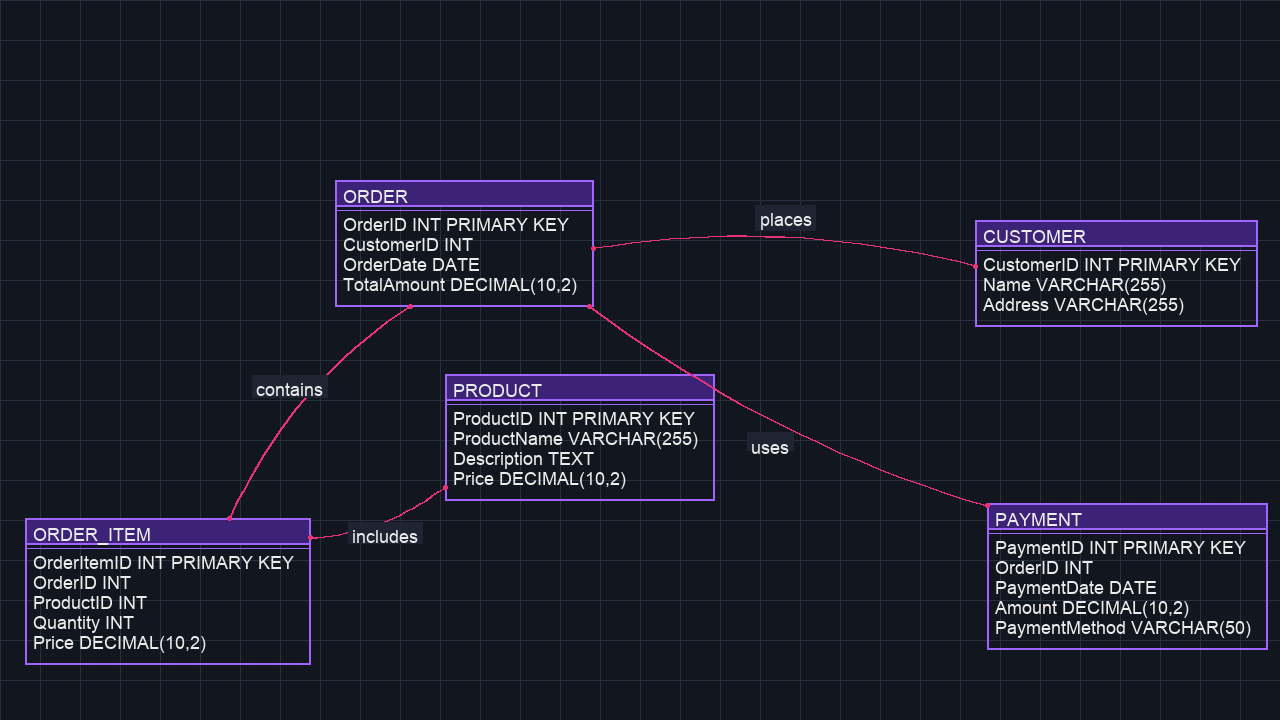 ORDER
OrderID INT PRIMARY KEY
CustomerID INT
OrderDate DATE
TotalAmount DECIMAL(10,2)
places
CUSTOMER
CustomerID INT PRIMARY KEY
Name VARCHAR(255)
Address VARCHAR(255)
contains
PRODUCT
ProductID INT PRIMARY KEY
ProductName VARCHAR(255)
Description TEXT
Price DECIMAL(10,2)
uses
includes
ORDER_ITEM
OrderItemID INT PRIMARY KEY
OrderID INT
ProductID INT
Quantity INT
Price DECIMAL(10,2)
PAYMENT
PaymentID INT PRIMARY KEY
OrderID INT
PaymentDate DATE
Amount DECIMAL(10,2)
PaymentMethod VARCHAR(50)